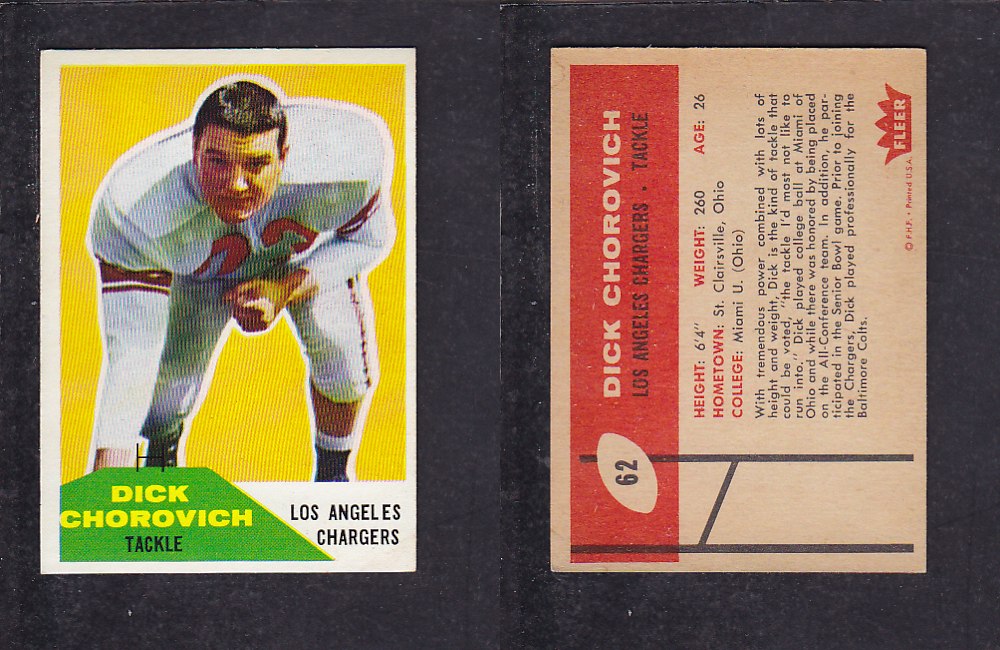 22
DICK
CHOROVICH
TACKLE
LOS ANGELES
CHARGERS
62
DICK CHOROVICH
LOS ANGELES CHARGERS • TACKLE
HEIGHT: 6'4" WEIGHT: 260 AGE: 26
HOMETOWN: St. Clairsville, Ohio
COLLEGE: Miami U. (Ohio)
With tremendous power combined with lots of
height and weight, Dick is the kind of tackle that
could be voted, "the tackle I'd most not like to
run into." Dick played college ball at Miami of
Ohio and while there was honored by being placed
on the All-Conference team. In addition, he par-
ticipated in the Senior Bowl game. Prior to joining
the Chargers, Dick played professionally for the
Baltimore Colts.
FLEER
© F.H.F. • Printed U.S.A.